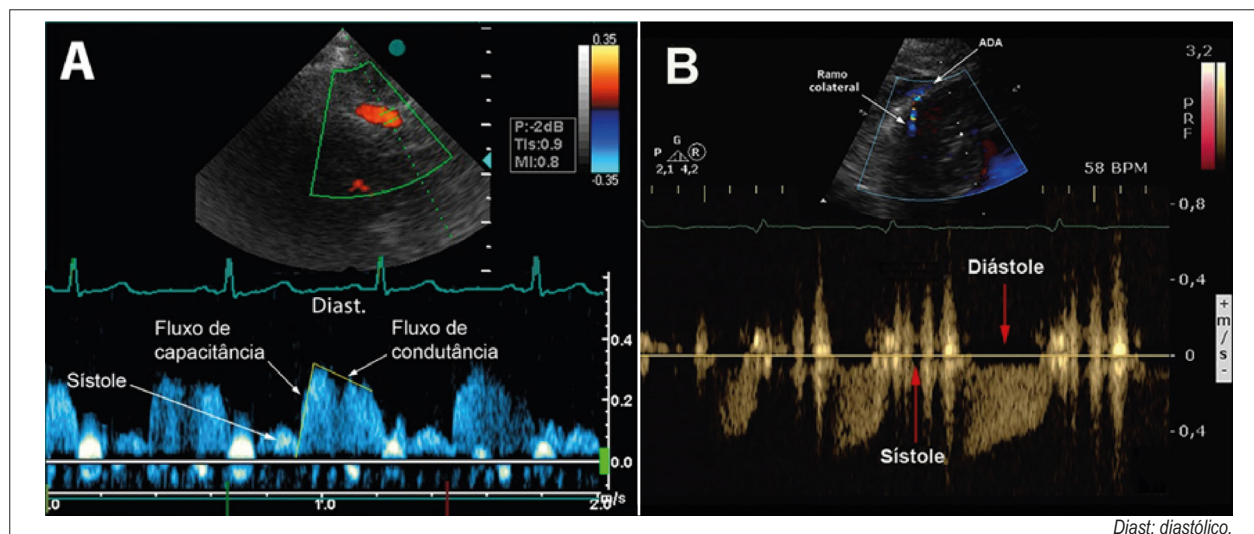 A
0.35
-0.35
P:-2dB
TIs:0.9
MI:0.8
Diast.
Fluxo de
capacitância
Fluxo de
condutância
Sístole
0.4
0.2
0.0
m/s
.0
1.0
2.0
B
ADA
Ramo
colateral
G
P R
2,1 4,2
3,2
PRF
58 BPM
0,8
0,4
0
0,4
+m/s-
Diástole
Sístole
Diast: diastólico.